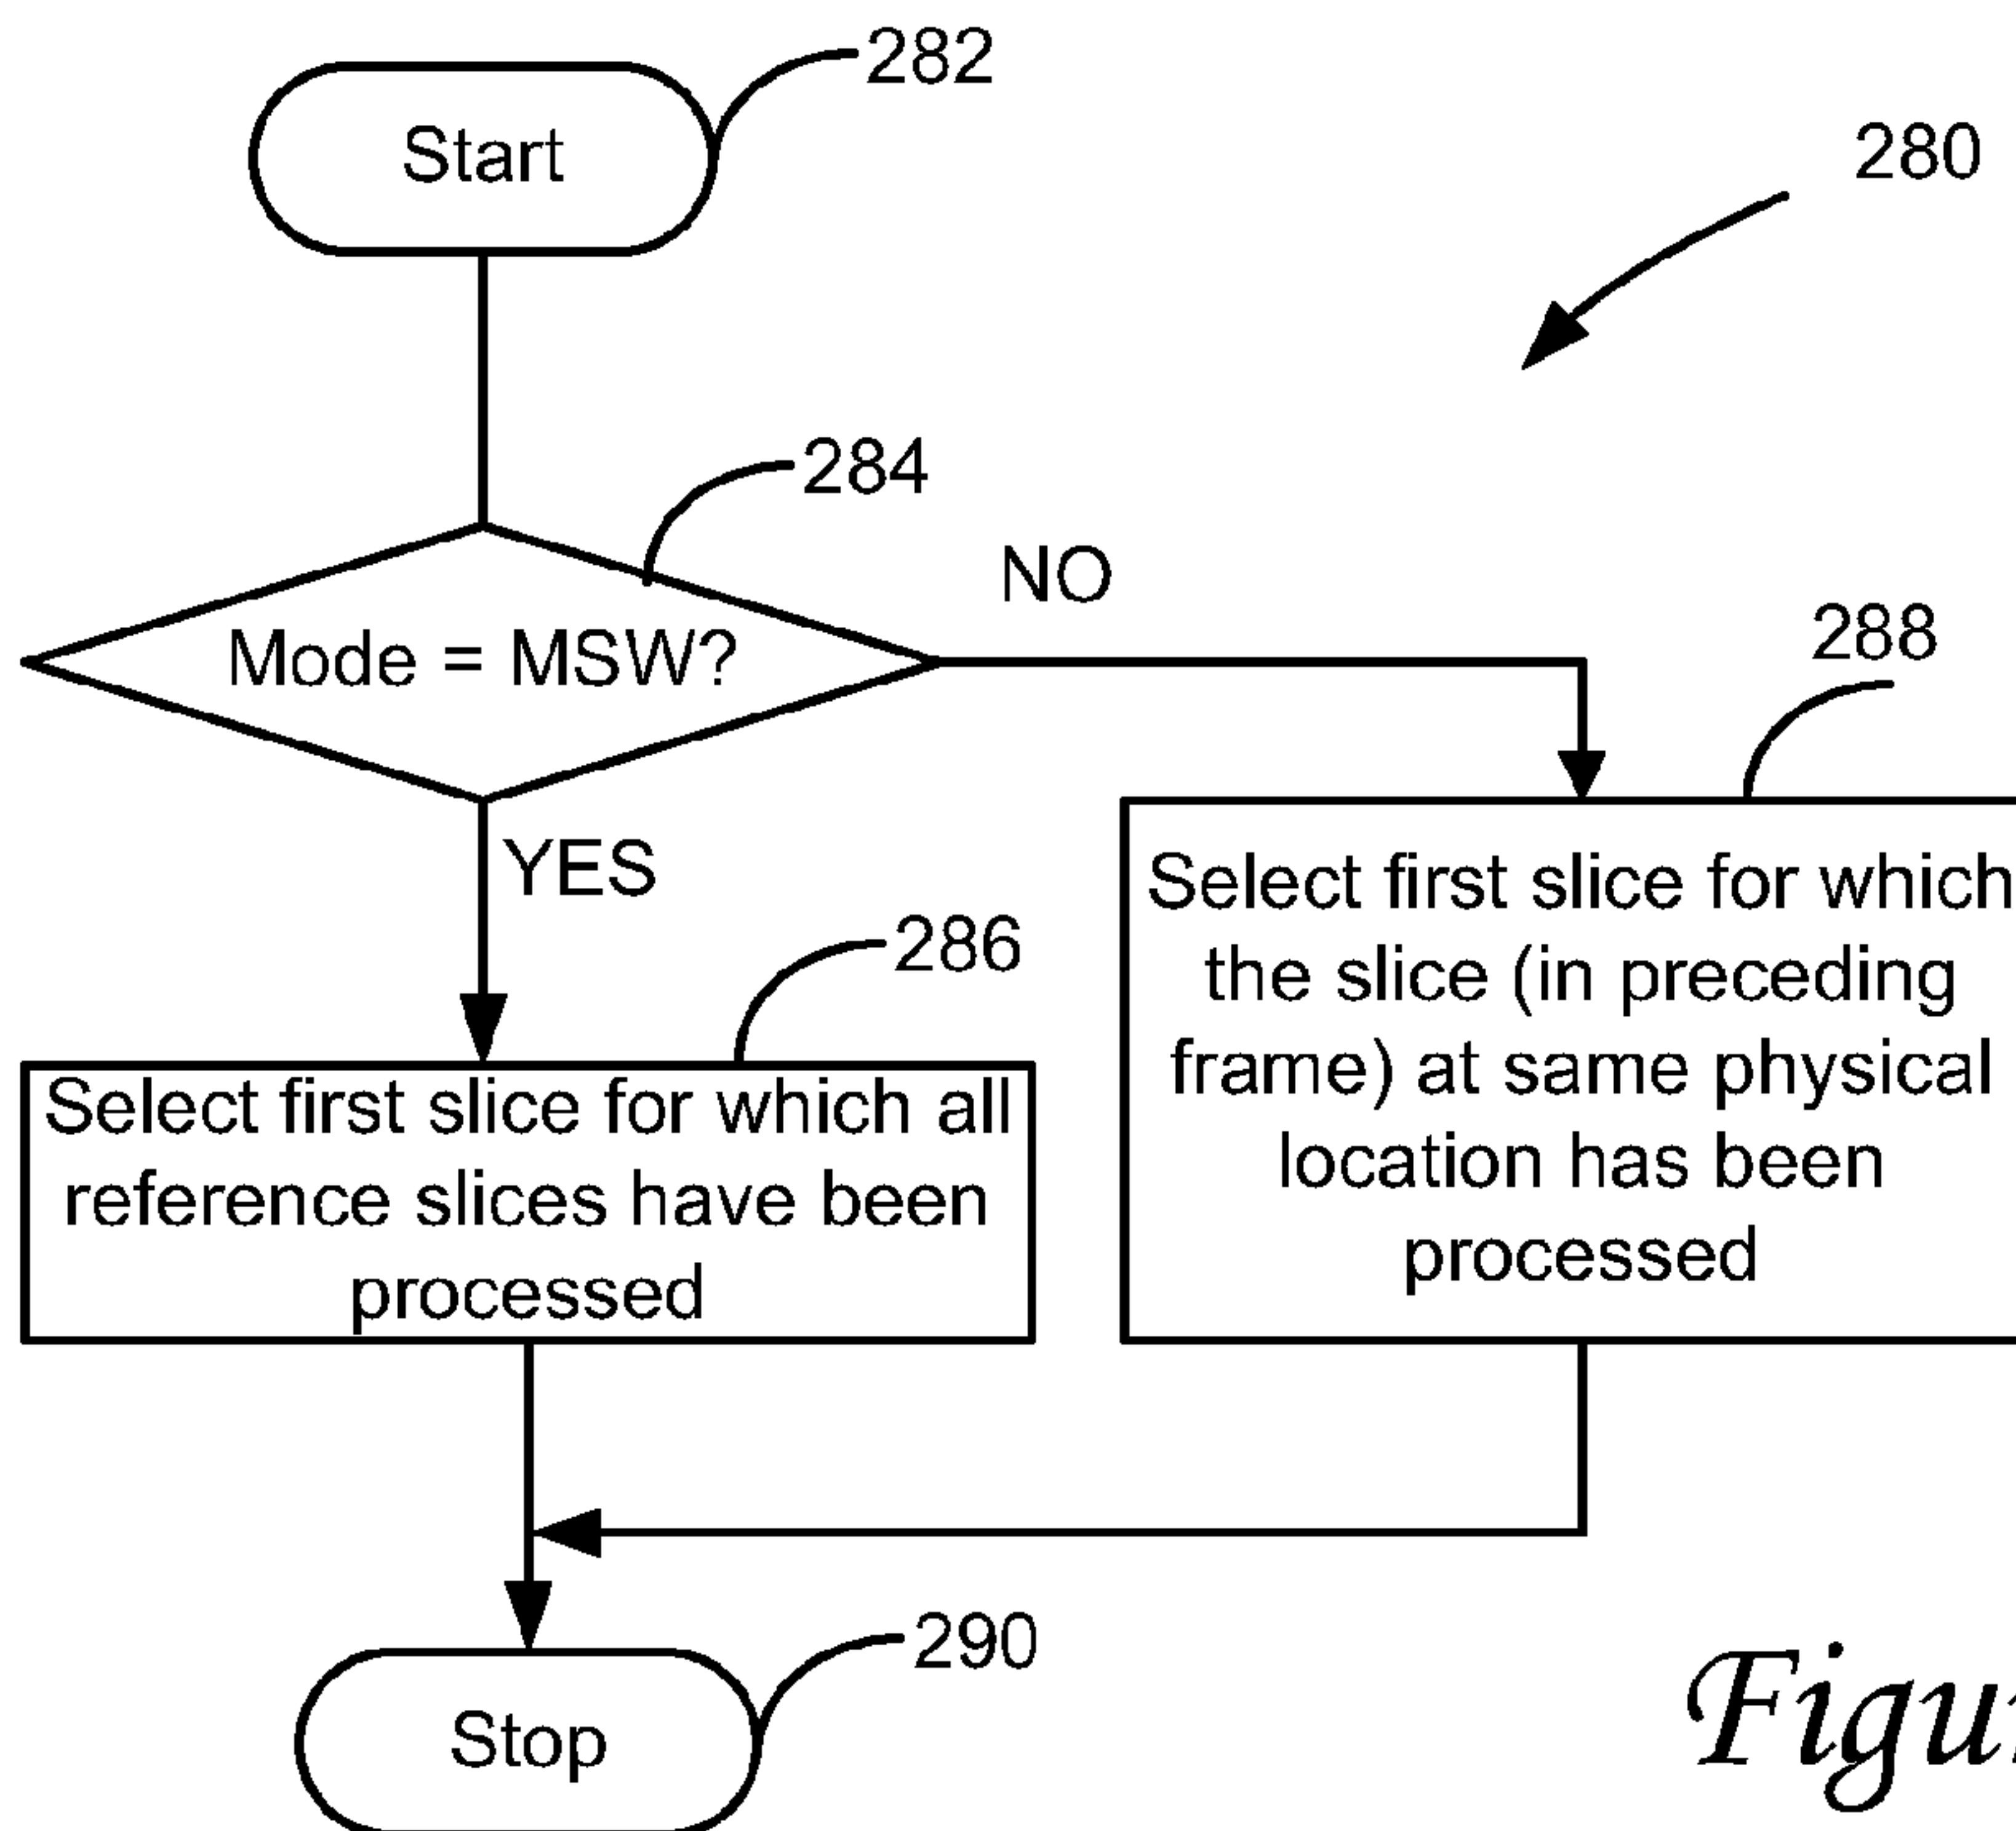 282
Start
280
284
NO
Mode = MSW?
288
YES
Select first slice for which
the slice (in preceding
frame) at same physical
location has been
processed
286
Select first slice for which all
reference slices have been
processed
290
Stop